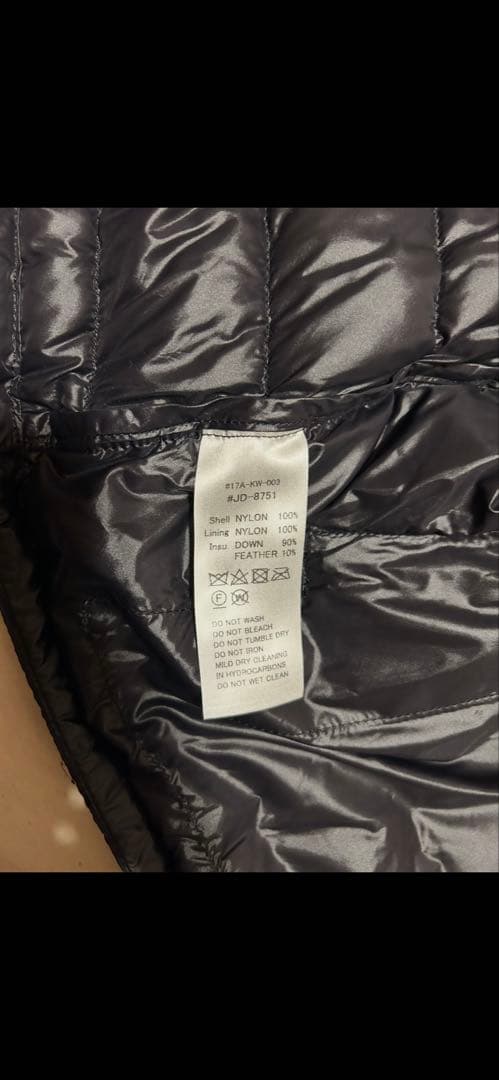 #17A-KW-003
#JD-8751
Shell NYLON 100%
Lining NYLON 100%
Insu. DOWN 90%
FEATHER 10%
F W
DO NOT WASH
DO NOT BLEACH
DO NOT TUMBLE DRY
DO NOT IRON
MILD DRY CLEANING
IN HYDROCARBONS
DO NOT WET CLEAN